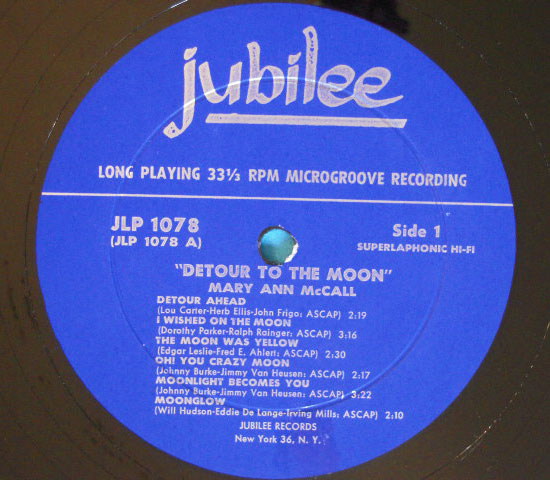 jubilee
LONG PLAYING 33⅓ RPM MICROGROOVE RECORDING
JLP 1078
(JLP 1078 A)
Side 1
SUPERLAPHONIC HI-FI
"DETOUR TO THE MOON"
MARY ANN McCALL
DETOUR AHEAD
(Lou Carter-Herb Ellis-John Frigo: ASCAP) 2:19
I WISHED ON THE MOON
(Dorothy Parker-Ralph Rainger: ASCAP) 3:16
THE MOON WAS YELLOW
(Edgar Leslie-Fred E. Ahlert: ASCAP) 2:30
OH! YOU CRAZY MOON
(Johnny Burke-Jimmy Van Heusen: ASCAP) 2:17
MOONLIGHT BECOMES YOU
(Johnny Burke-Jimmy Van Heusen: ASCAP) 3:22
MOONGLOW
(Will Hudson-Eddie De Lange-Irving Mills: ASCAP) 2:10
JUBILEE RECORDS
New York 36, N. Y.